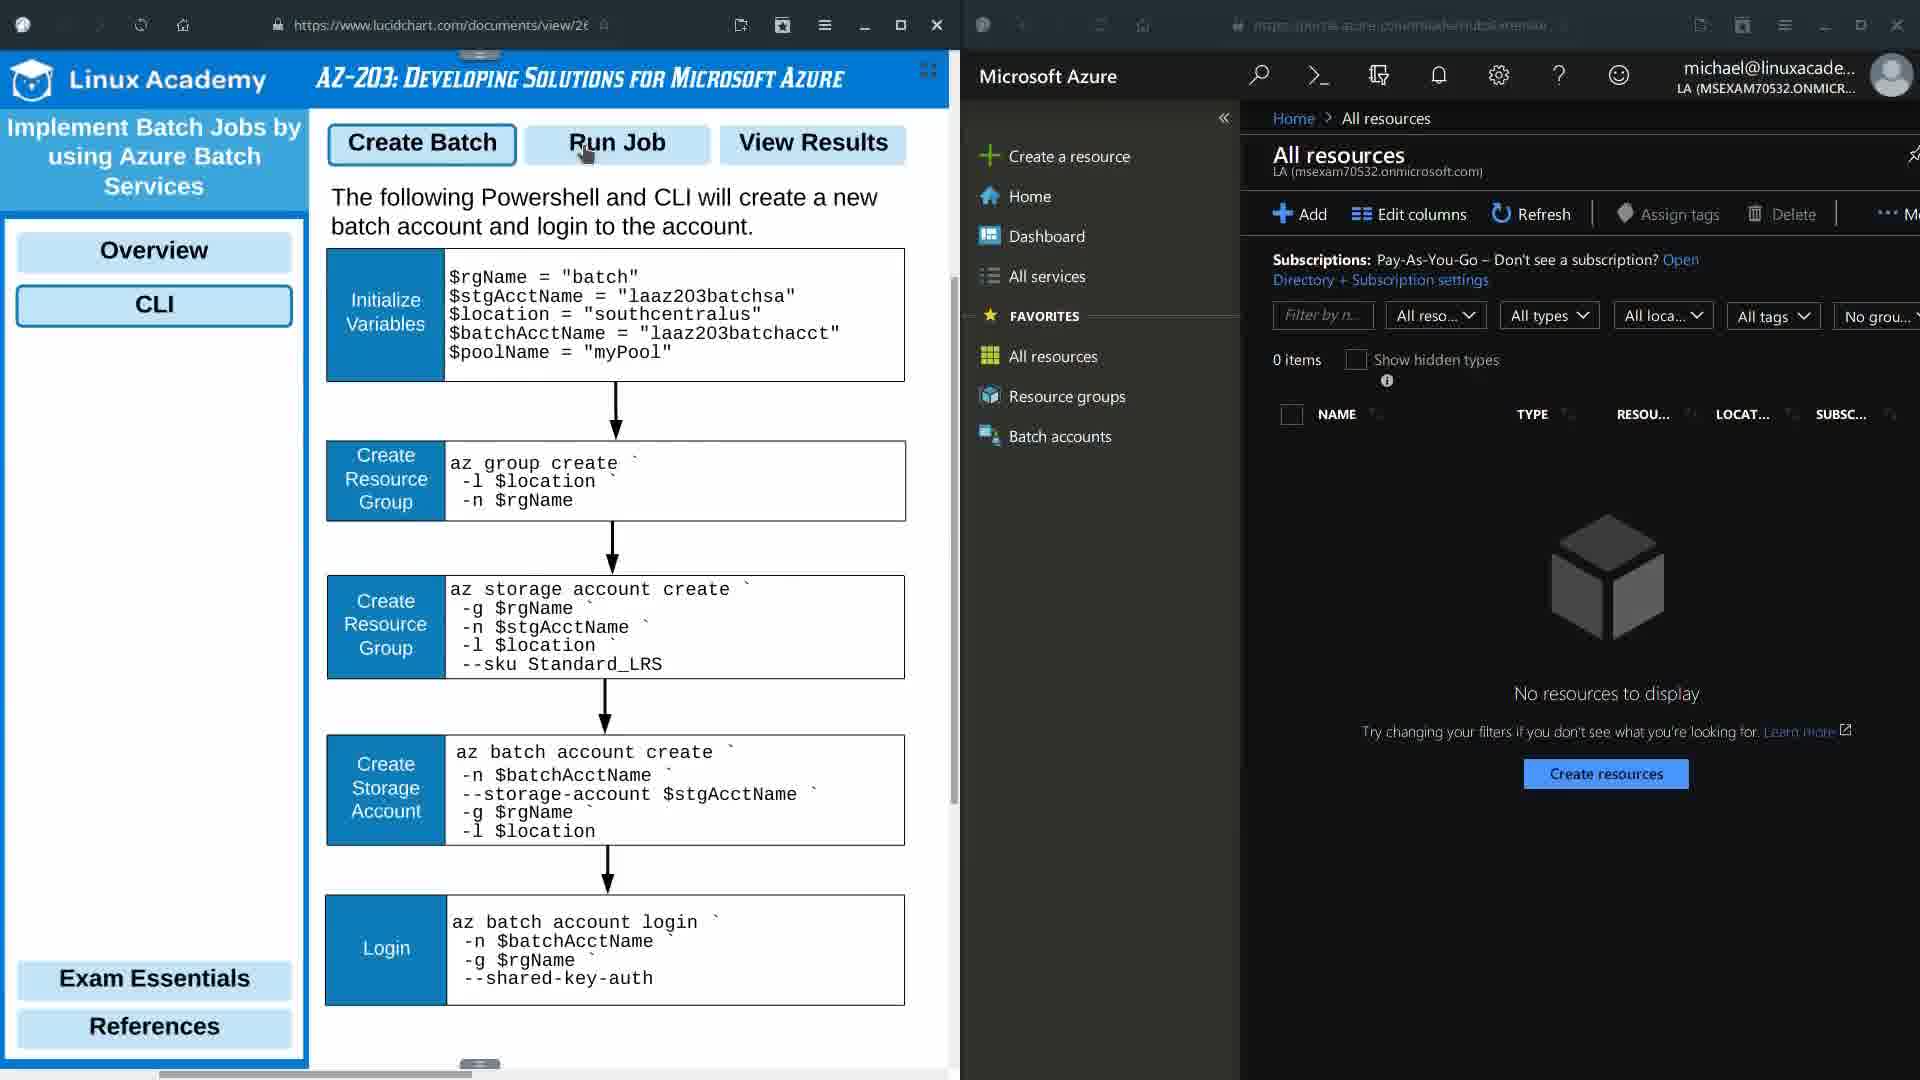 https://www.lucidchart.com/documents/view/2t
Linux Academy
AZ-203: Developing Solutions for Microsoft Azure
Implement Batch Jobs by
using Azure Batch
Services
Overview
CLI
Exam Essentials
References
Create Batch
Run Job
View Results
The following Powershell and CLI will create a new
batch account and login to the account.
Initialize
Variables
$rgName = "batch"
$stgAcctName = "laaz203batchsa"
$location = "southcentralus"
$batchAcctName = "laaz203batchacct"
$poolName = "myPool"
Create
Resource
Group
az group create `
-l $location `
-n $rgName
Create
Resource
Group
az storage account create `
-g $rgName `
-n $stgAcctName `
-l $location `
--sku Standard_LRS
Create
Storage
Account
az batch account create `
-n $batchAcctName `
--storage-account $stgAcctName `
-g $rgName `
-l $location
Login
az batch account login `
-n $batchAcctName `
-g $rgName `
--shared-key-auth
Microsoft Azure
michael@linuxacade...
LA (MSEXAM70532.ONMICR...
Create a resource
Home
Dashboard
All services
FAVORITES
All resources
Resource groups
Batch accounts
Home > All resources
All resources
LA (msexam70532.onmicrosoft.com)
Add
Edit columns
Refresh
Assign tags
Delete
Subscriptions: Pay-As-You-Go – Don't see a subscription? Open
Directory + Subscription settings
Filter by n...
All reso...
All types
All loca...
All tags
No grou...
0 items
Show hidden types
NAME
TYPE
RESOU...
LOCAT...
SUBSC...
No resources to display
Try changing your filters if you don't see what you're looking for. Learn more
Create resources